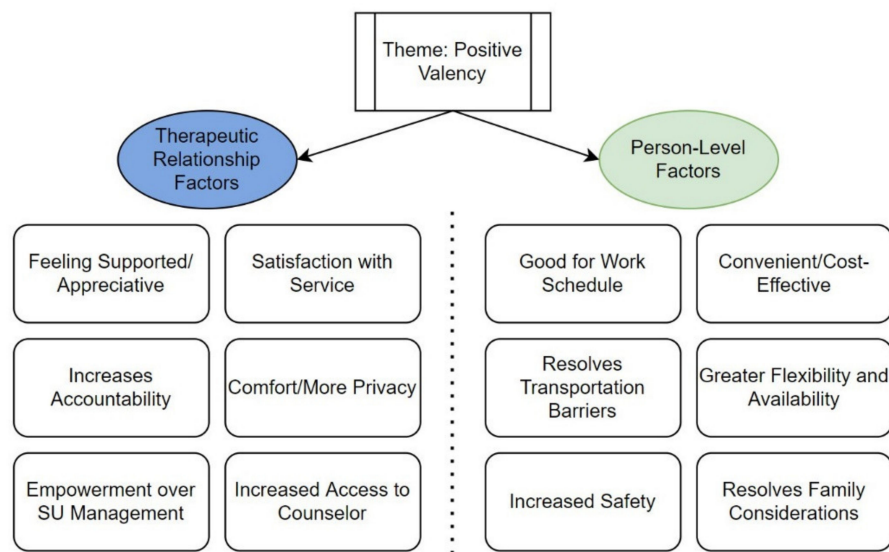 Theme: Positive
Valency
Therapeutic
Relationship
Factors
Person-Level
Factors
Feeling Supported/
Appreciative
Satisfaction with
Service
Good for Work
Schedule
Convenient/Cost-
Effective
Increases
Accountability
Comfort/More Privacy
Resolves
Transportation
Barriers
Greater Flexibility and
Availability
Empowerment over
SU Management
Increased Access to
Counselor
Increased Safety
Resolves Family
Considerations